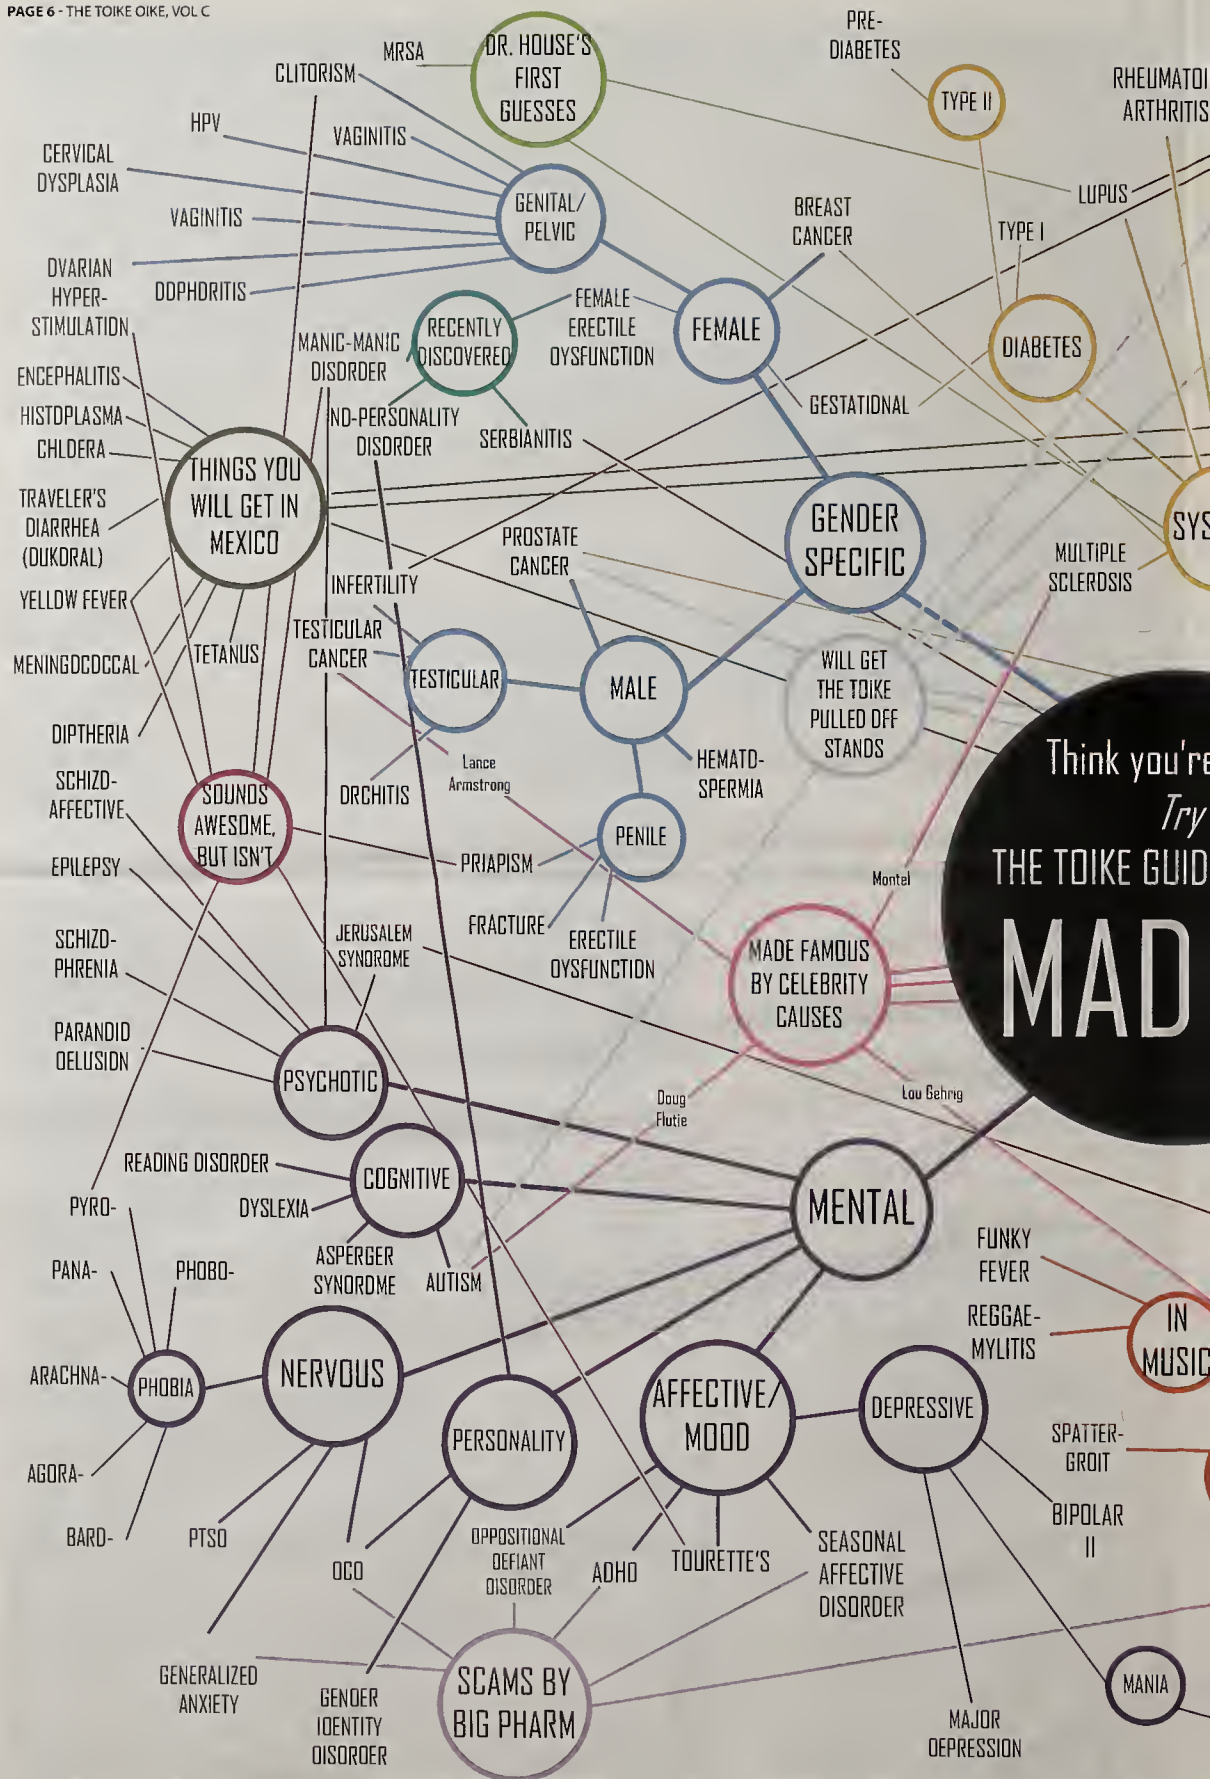 PAGE 6 - THE TOIKE OIKE, VOL C
DR. HOUSE'S
FIRST
GUESSES
MRSA
CLITORISM
HPV
VAGINITIS
CERVICAL
DYSPLASIA
VAGINITIS
OVARIAN
HYPER-
STIMULATION
OOPHORITIS
GENITAL/
PELVIC
PRE-
DIABETES
TYPE II
RHEUMATOI
ARTHRITIS
LUPUS
TYPE I
BREAST
CANCER
DIABETES
GESTATIONAL
FEMALE
FEMALE
ERECTILE
DYSFUNCTION
RECENTLY
DISCOVERED
MANIC-MANIC
DISORDER
NO-PERSONALITY
DISORDER
SERBIANITIS
ENCEPHALITIS
HISTOPLASMA
CHOLERA
TRAVELER'S
DIARRHEA
(DUKORAL)
YELLOW FEVER
MENINGOCOCCAL
TETANUS
DIPTHERIA
THINGS YOU
WILL GET IN
MEXICO
GENDER
SPECIFIC
SYS
MULTIPLE
SCLEROSIS
PROSTATE
CANCER
INFERTILITY
TESTICULAR
CANCER
TESTICULAR
MALE
ORCHITIS
HEMATO-
SPERMIA
WILL GET
THE TOIKE
PULLED OFF
STANDS
Lance
Armstrong
PENILE
PRIAPISM
FRACTURE
ERECTILE
DYSFUNCTION
SOUNDS
AWESOME,
BUT ISN'T
SCHIZO-
AFFECTIVE
EPILEPSY
SCHIZO-
PHRENIA
PARANOID
DELUSION
JERUSALEM
SYNDROME
PSYCHOTIC
Think you're
Try
THE TOIKE GUID
MAD
Montel
MADE FAMOUS
BY CELEBRITY
CAUSES
Doug
Flutie
Lou Gehrig
MENTAL
COGNITIVE
READING DISORDER
DYSLEXIA
ASPERGER
SYNDROME
AUTISM
PYRO-
PANA-
PHOBO-
ARACHNA-
AGORA-
BARO-
PHOBIA
NERVOUS
PTSD
OCD
GENERALIZED
ANXIETY
PERSONALITY
GENDER
IDENTITY
DISORDER
AFFECTIVE/
MOOD
OPPOSITIONAL
DEFIANT
DISORDER
ADHD
TOURETTE'S
SEASONAL
AFFECTIVE
DISORDER
DEPRESSIVE
BIPOLAR
II
MAJOR
DEPRESSION
MANIA
FUNKY
FEVER
REGGAE-
MYLITIS
IN
MUSIC
SPATTER-
GROIT
SCAMS BY
BIG PHARM